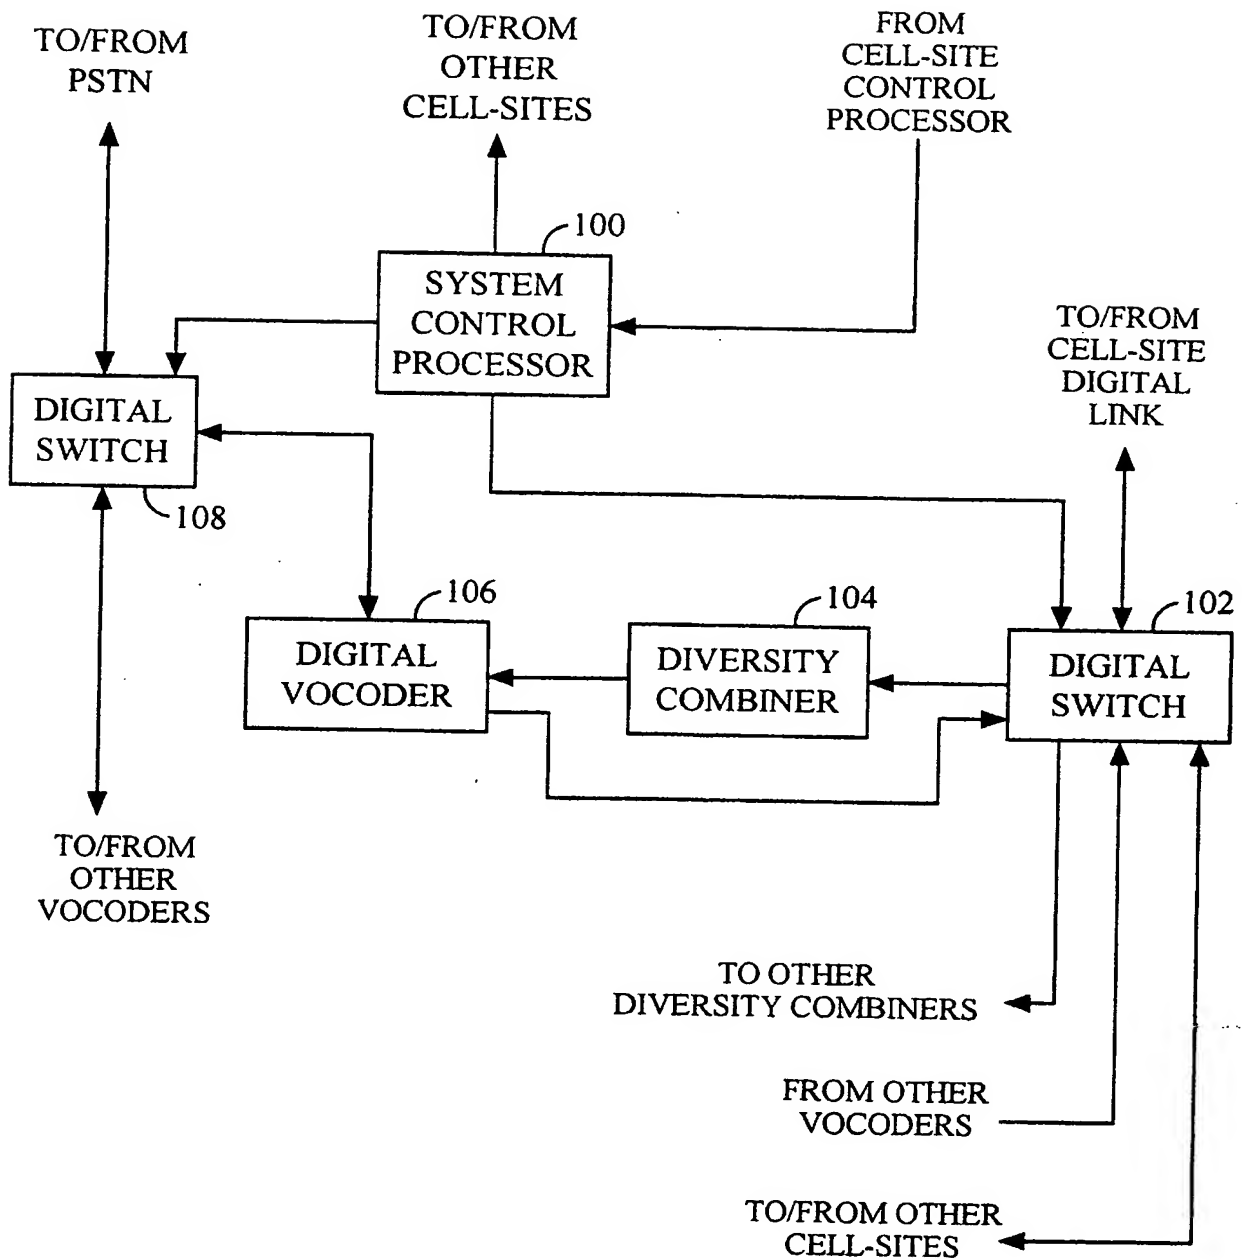 TO/FROM
PSTN
TO/FROM
OTHER
CELL-SITES
FROM
CELL-SITE
CONTROL
PROCESSOR
100
SYSTEM
CONTROL
PROCESSOR
TO/FROM
CELL-SITE
DIGITAL
LINK
DIGITAL
SWITCH
108
106
DIGITAL
VOCODER
104
DIVERSITY
COMBINER
102
DIGITAL
SWITCH
TO/FROM
OTHER
VOCODERS
TO OTHER
DIVERSITY COMBINERS
FROM OTHER
VOCODERS
TO/FROM OTHER
CELL-SITES